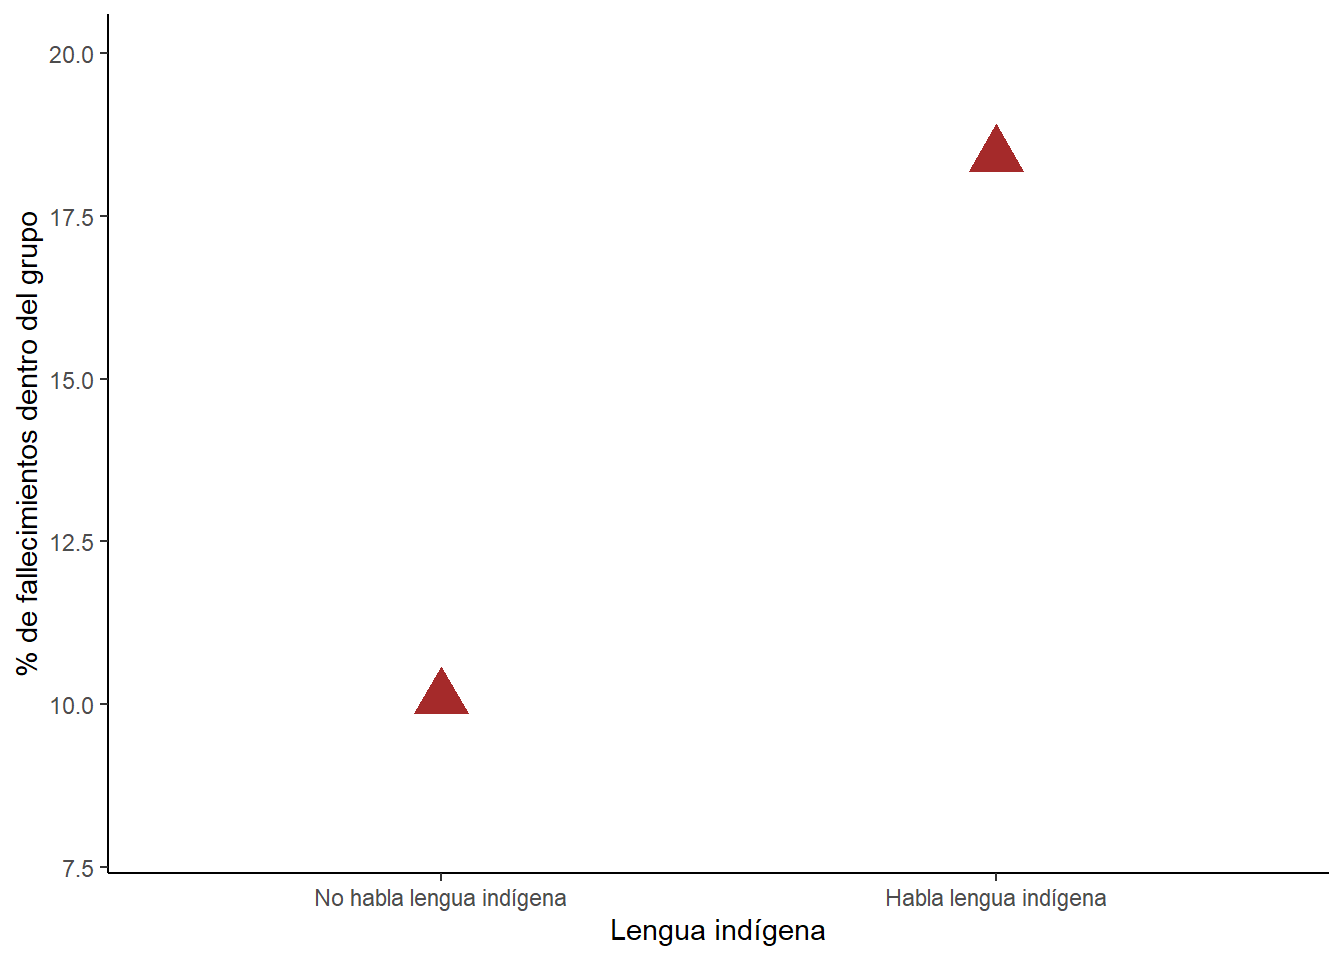 % de fallecimientos dentro del grupo
20.0
17.5
15.0
12.5
10.0
7.5
No habla lengua indígena
Habla lengua indígena
Lengua indígena